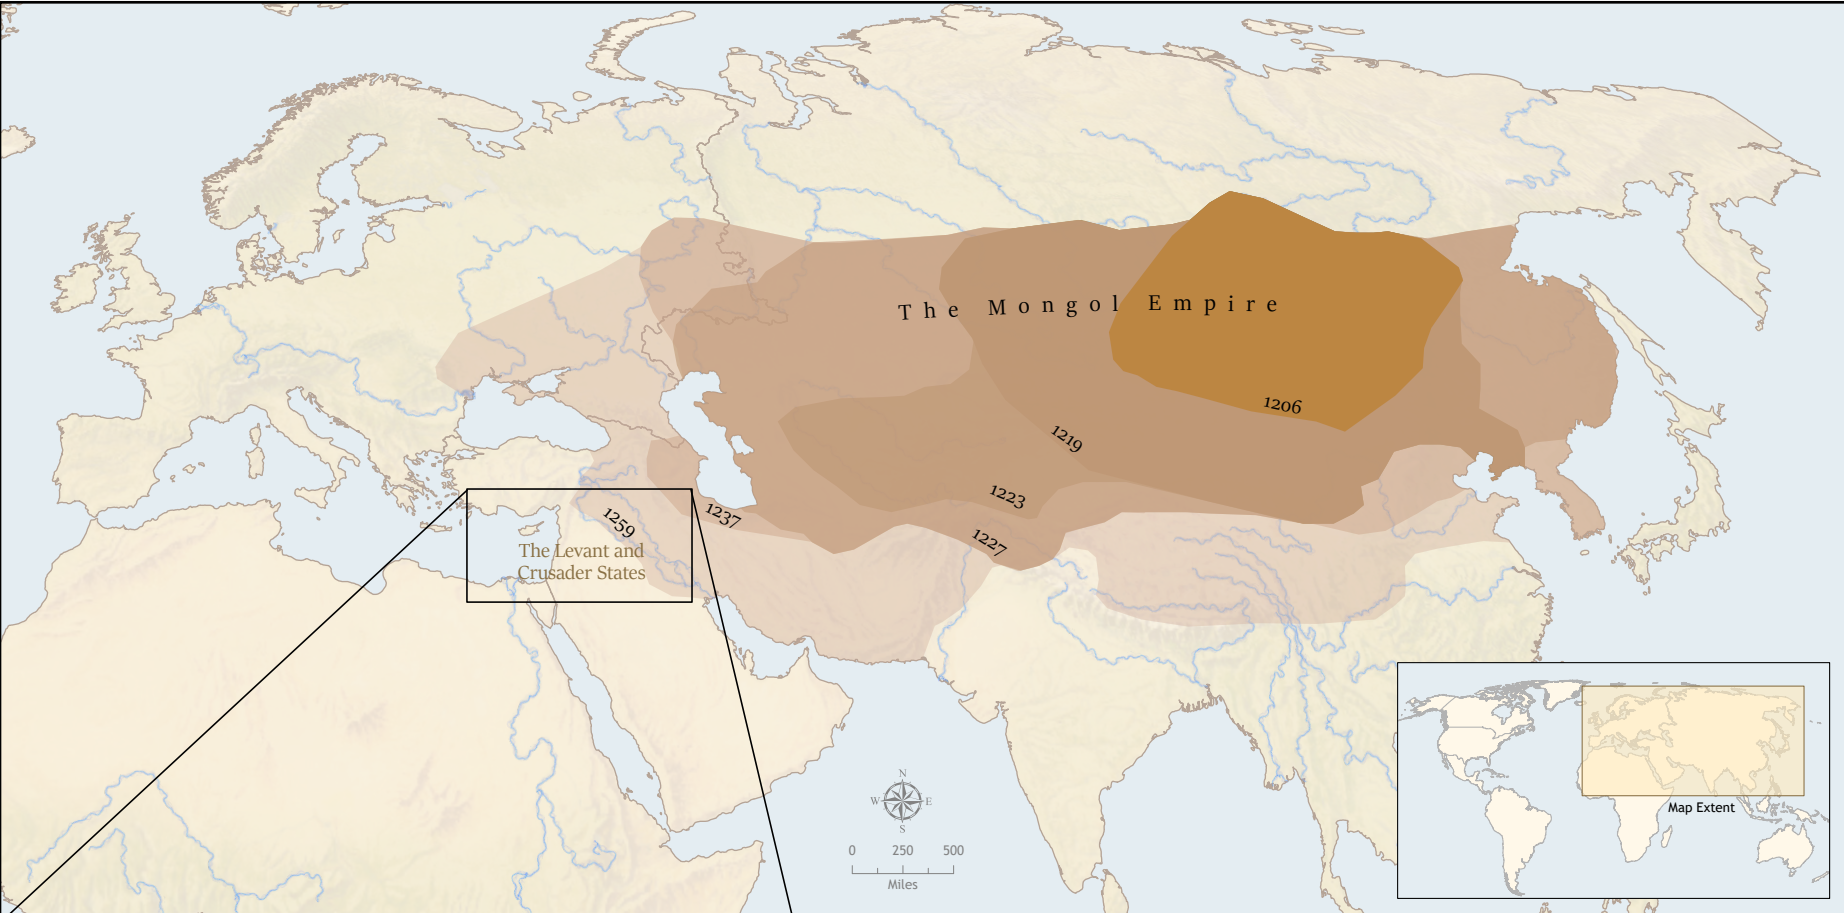 The Mongol Empire
1206
1219
1223
1227
1237
1259
The Levant and
Crusader States
N
W E
S
0 250 500
Miles
Map Extent